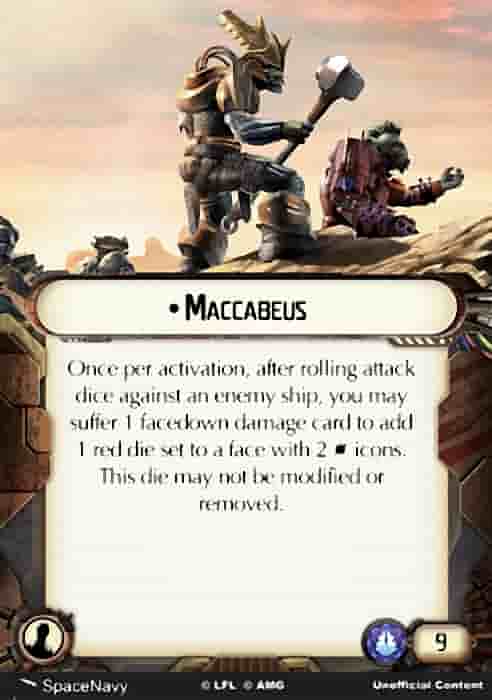 • MACCABEUS
Once per activation, after rolling attack
dice against an enemy ship, you may
suffer 1 facedown damage card to add
1 red die set to a face with 2 icons.
This die may not be modified or
removed.
9
SpaceNavy
© LFL © AMG
Unofficial Content